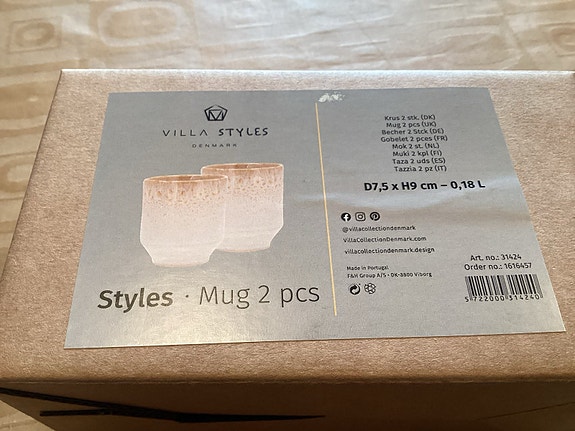 VILLA STYLES
DENMARK
Styles · Mug 2 pcs
Krus 2 stk. (DK)
Mug 2 pcs (UK)
Becher 2 Stck (DE)
Gobelet 2 pces (FR)
Mok 2 st. (NL)
Muki 2 kpl (FI)
Taza 2 uds (ES)
Tazzia 2 pz (IT)
D7,5 x H9 cm – 0,18 L
@villacollectiondenmark
VillaCollectionDenmark.com
villacollectiondenmark.design
Made in Portugal
F&H Group A/S • DK-8800 Viborg
Art. no.: 31424
Order no.: 1616457
5 722000 314240